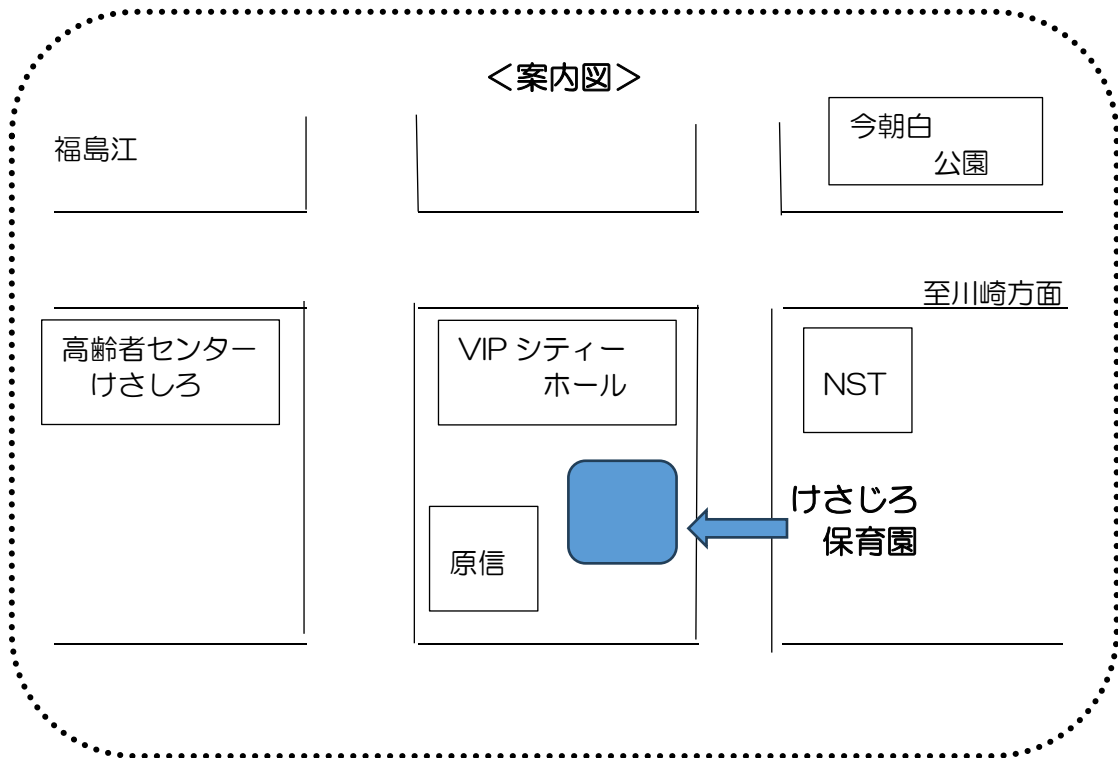 ＜案内図＞
福島江
今朝白
公園
至川崎方面
高齢者センター
けさしろ
VIP シティー
ホール
NST
けさじろ
保育園
原信